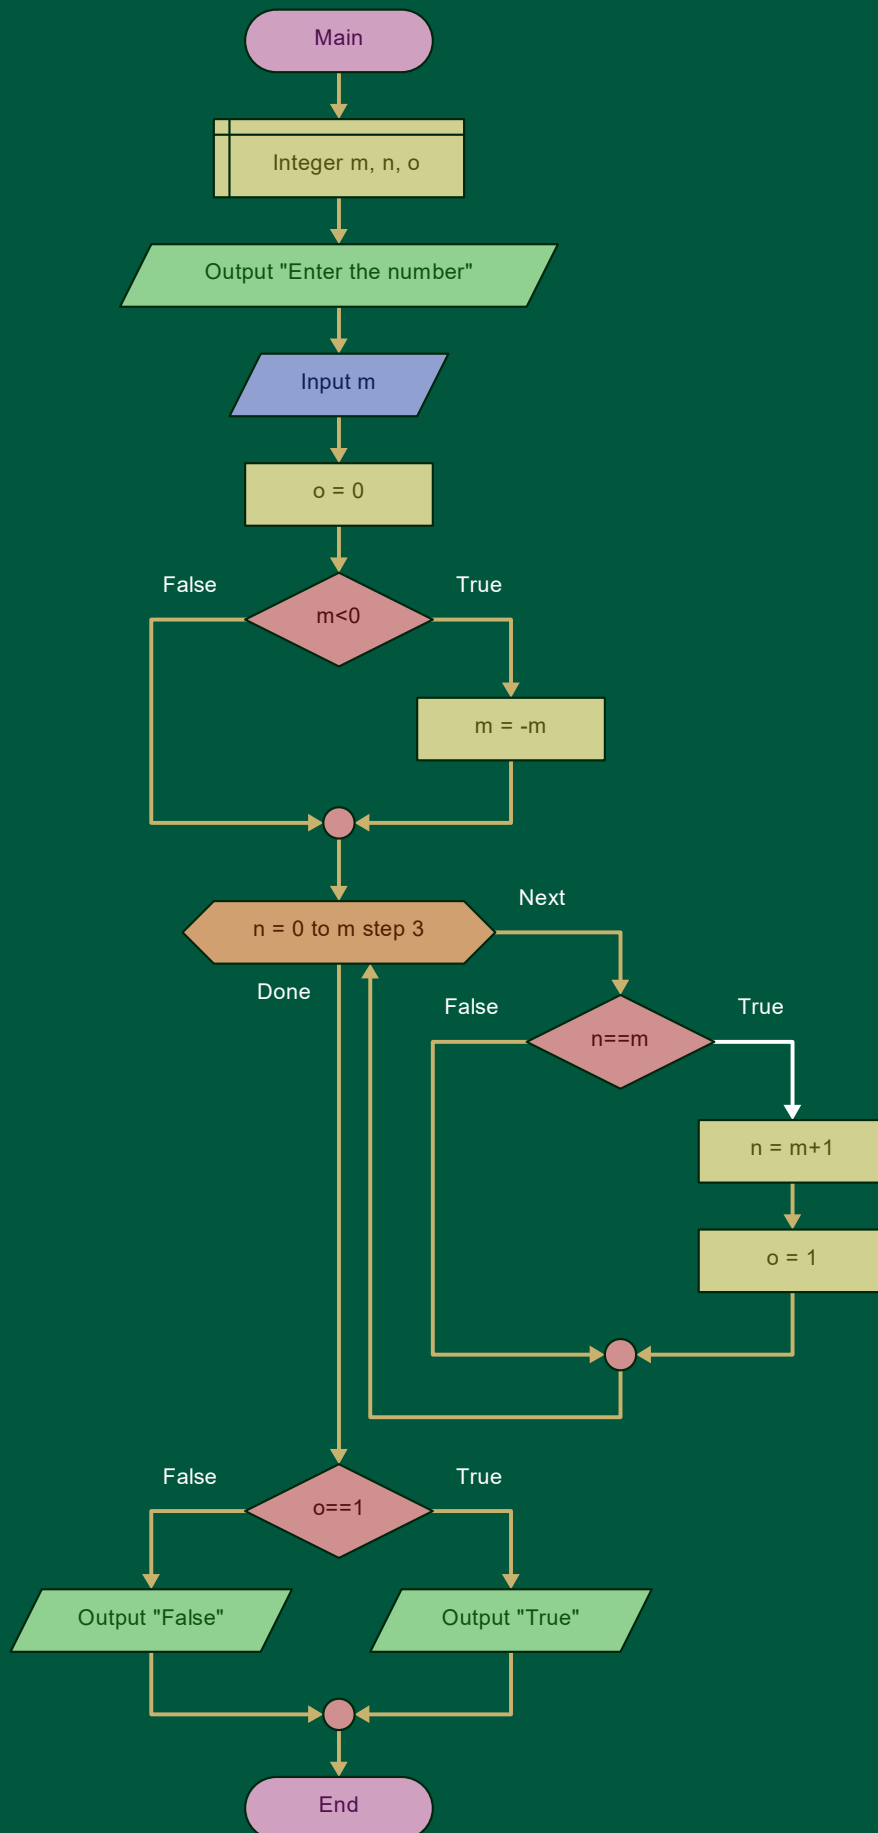 Main
Integer m, n, o
Output "Enter the number"
Input m
o = 0
False
True
m<0
m = -m
n = 0 to m step 3
Next
Done
False
True
n==m
n = m+1
o = 1
False
True
o==1
Output "False"
Output "True"
End